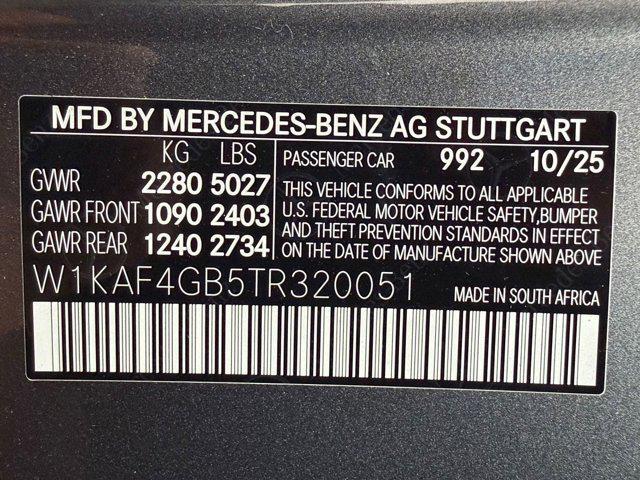 MFD BY MERCEDES-BENZ AG STUTTGART
KG LBS
GVWR 2280 5027
GAWR FRONT 1090 2403
GAWR REAR 1240 2734
PASSENGER CAR 992 10/25
THIS VEHICLE CONFORMS TO ALL APPLICABLE
U.S. FEDERAL MOTOR VEHICLE SAFETY,BUMPER
AND THEFT PREVENTION STANDARDS IN EFFECT
ON THE DATE OF MANUFACTURE SHOWN ABOVE
W1KAF4GB5TR320051
MADE IN SOUTH AFRICA